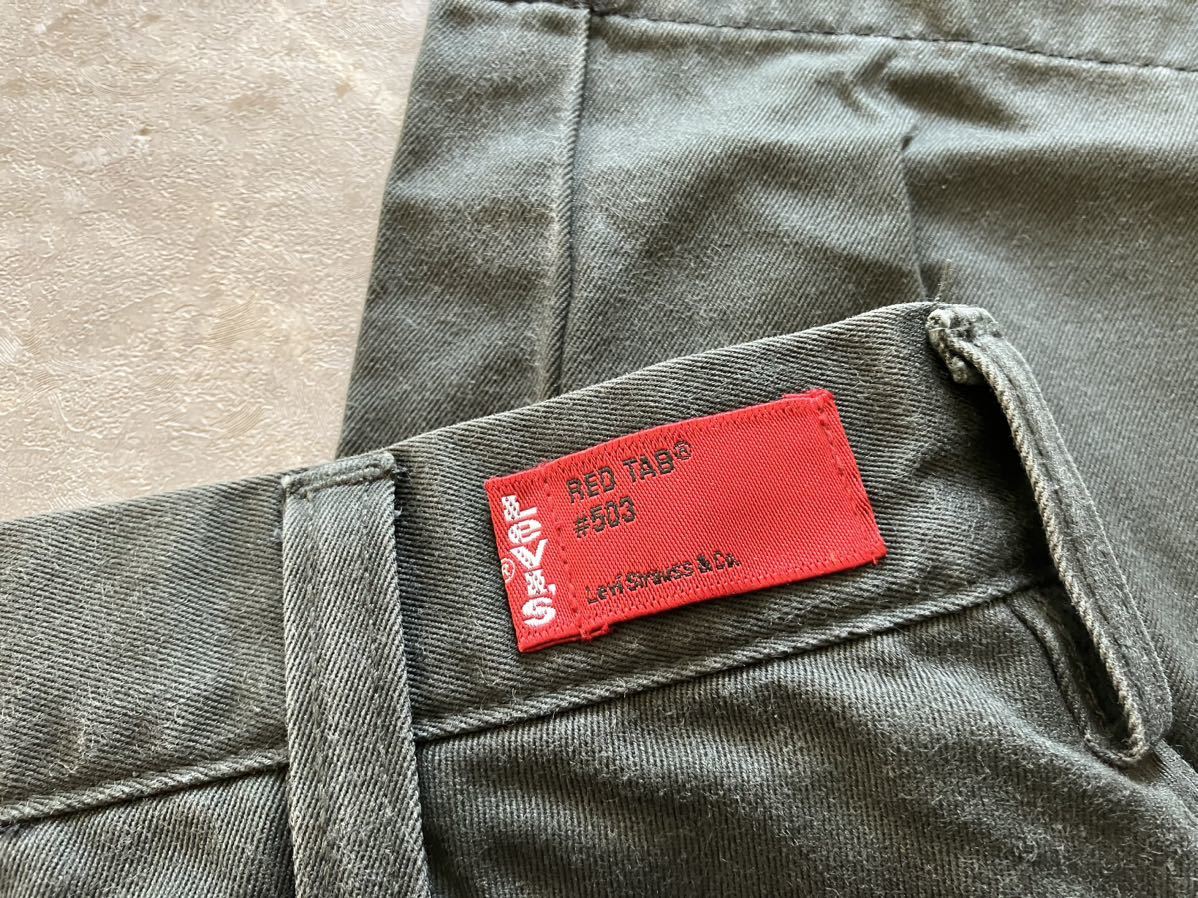 LEVI'S®
RED TAB®
#503
Levi Strauss & Co.